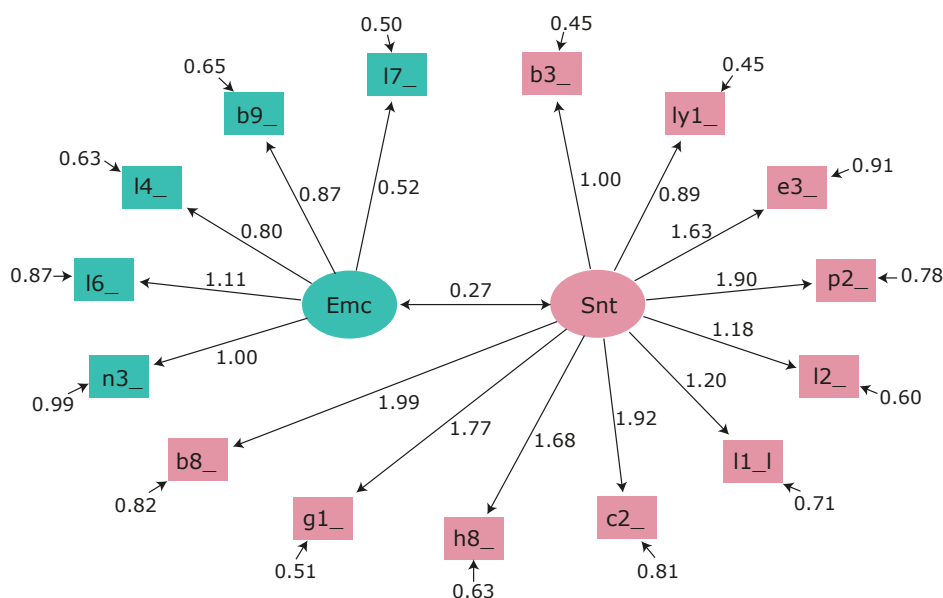 0.50
0.45
0.65
l7_
b3_
0.45
b9_
ly1_
0.63
l4_
0.87
0.52
1.00
0.89
e3_
0.91
0.80
1.63
0.87
l6_
1.11
Emc
0.27
Snt
1.90
p2_
0.78
1.00
1.18
n3_
0.99
1.99
1.77
1.68
1.92
1.20
l2_
0.60
b8_
0.82
l1_l
0.71
g1_
0.51
h8_
0.63
c2_
0.81